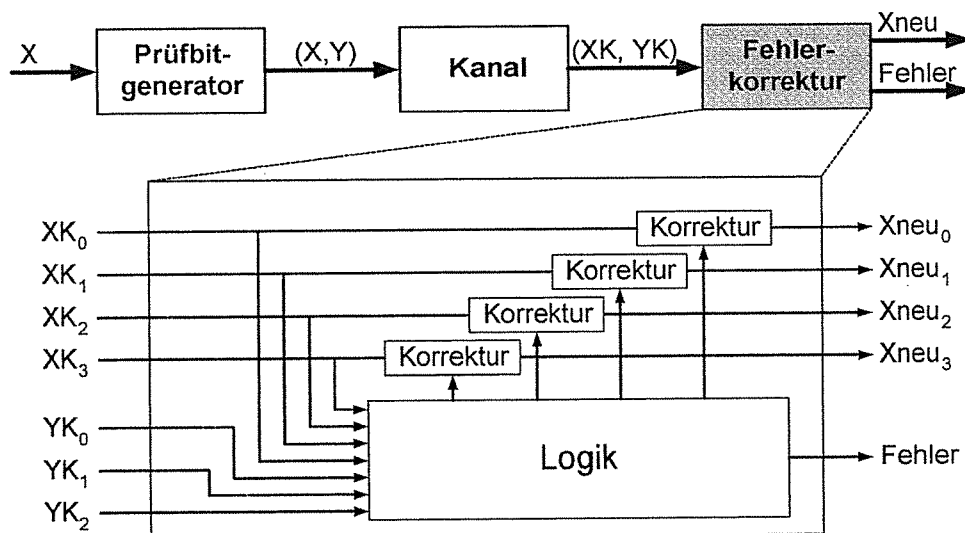 X
Prüfbit-
generator
(X,Y)
Kanal
(XK, YK)
Fehler-
korrektur
Xneu
Fehler
XK0
Korrektur
Xneu0
XK1
Korrektur
Xneu1
XK2
Korrektur
Xneu2
XK3
Korrektur
Xneu3
YK0
YK1
YK2
Logik
Fehler